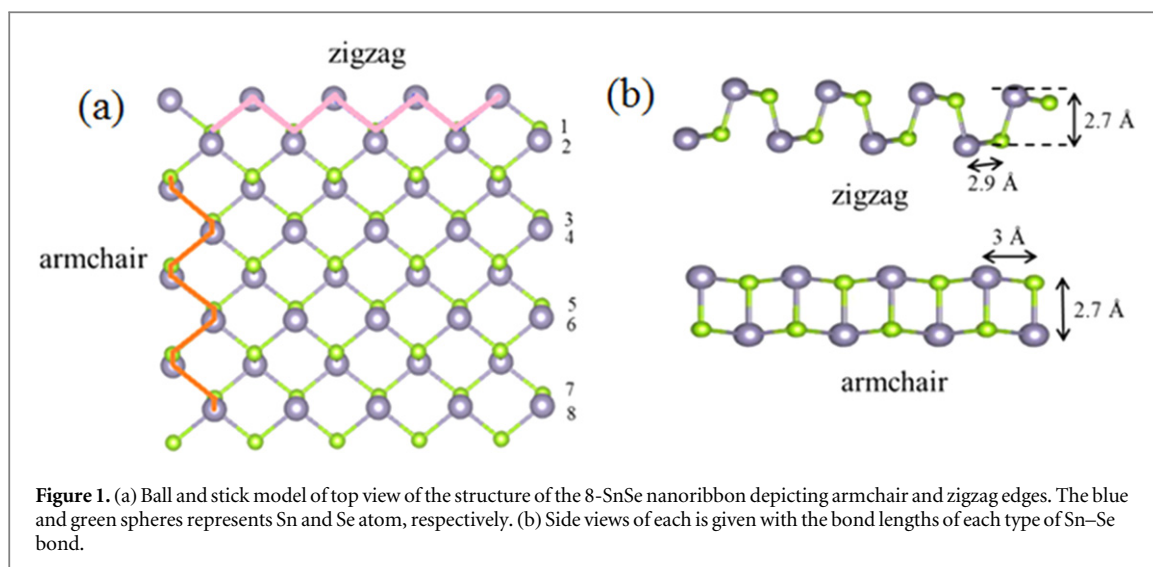 zigzag
(a)
1
2
3
4
5
6
7
8
armchair
(b)
2.7 Å
2.9 Å
zigzag
3 Å
2.7 Å
armchair
Figure 1. (a) Ball and stick model of top view of the structure of the 8-SnSe nanoribbon depicting armchair and zigzag edges. The blue
and green spheres represents Sn and Se atom, respectively. (b) Side views of each is given with the bond lengths of each type of Sn–Se
bond.